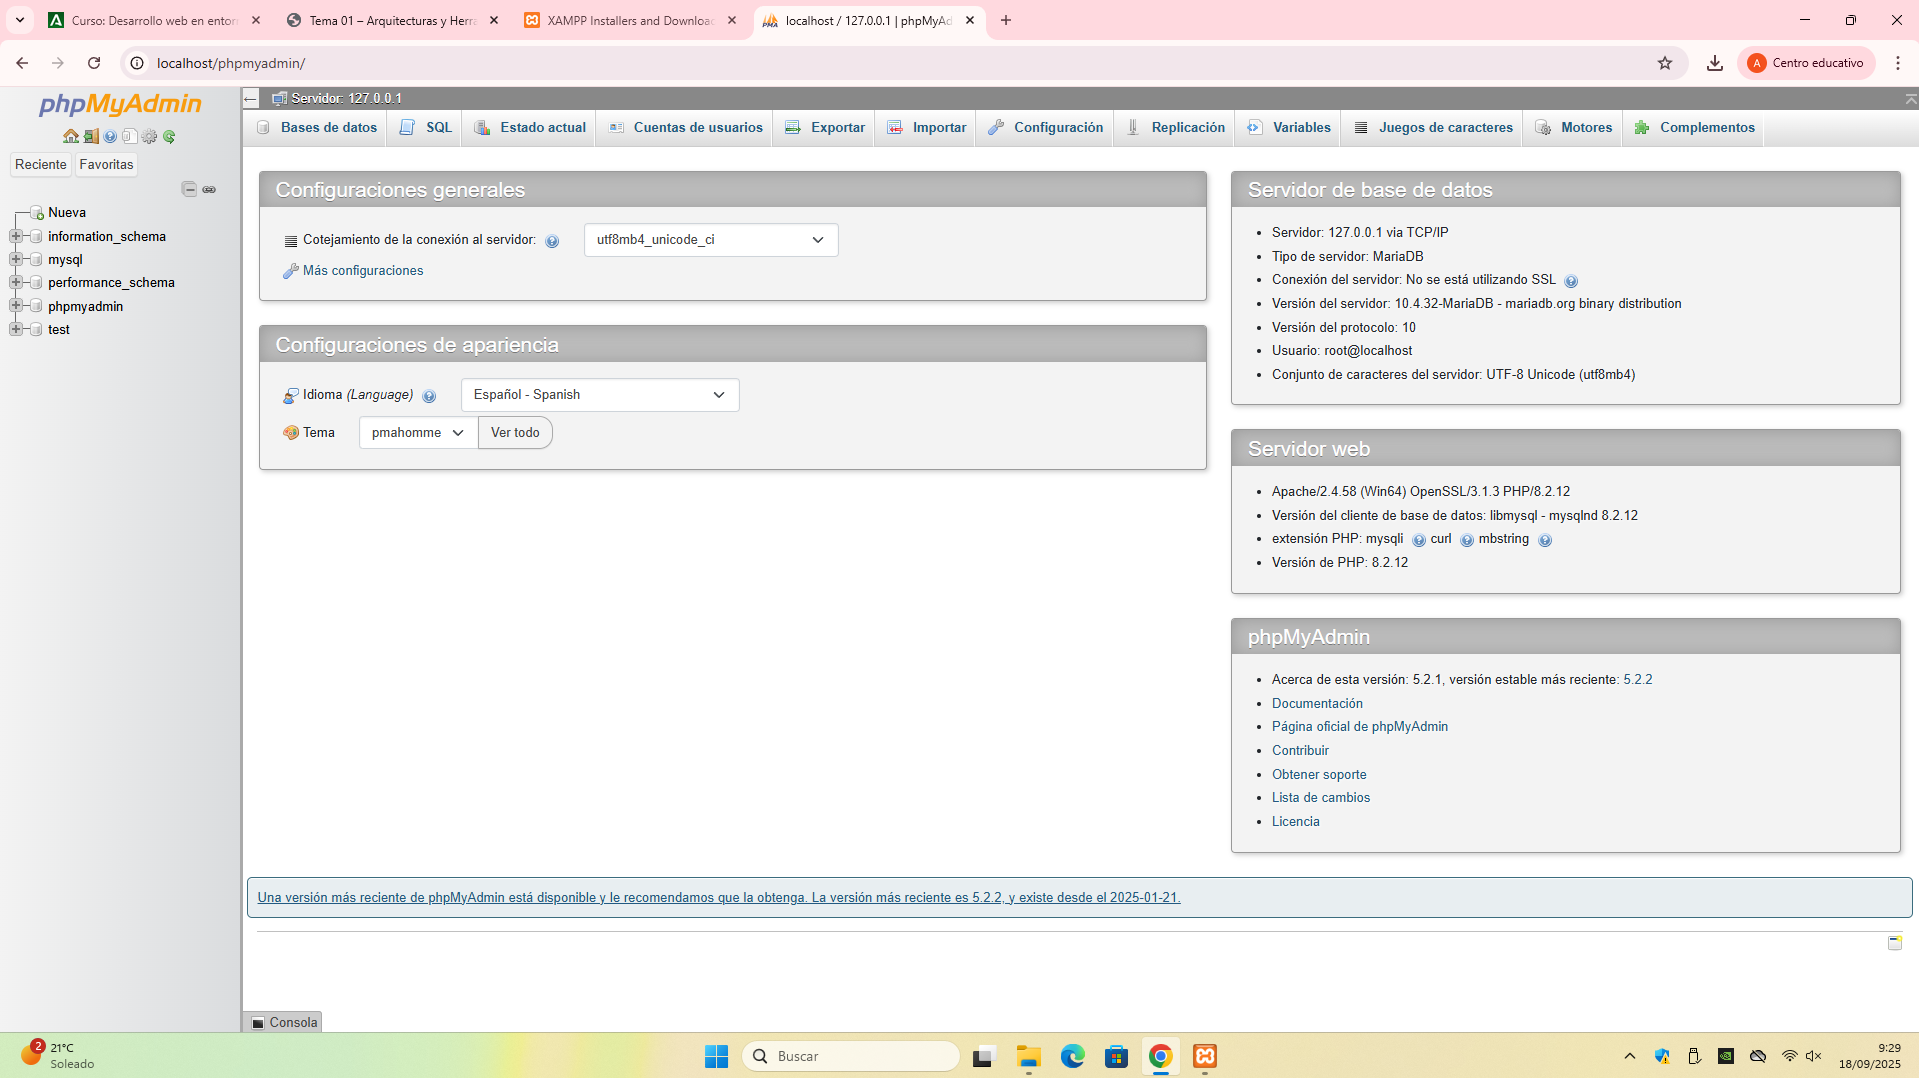 Curso: Desarrollo web en entor
Tema 01 – Arquitecturas y Herra
XAMPP Installers and Downloac
localhost / 127.0.0.1 | phpMyAd
localhost/phpmyadmin/
Centro educativo
phpMyAdmin
Reciente
Favoritas
Nueva
information_schema
mysql
performance_schema
phpmyadmin
test
Servidor: 127.0.0.1
Bases de datos
SQL
Estado actual
Cuentas de usuarios
Exportar
Importar
Configuración
Replicación
Variables
Juegos de caracteres
Motores
Complementos
Configuraciones generales
Cotejamiento de la conexión al servidor:
utf8mb4_unicode_ci
Más configuraciones
Configuraciones de apariencia
Idioma (Language)
Español - Spanish
Tema
pmahomme
Ver todo
Servidor de base de datos
Servidor: 127.0.0.1 via TCP/IP
Tipo de servidor: MariaDB
Conexión del servidor: No se está utilizando SSL
Versión del servidor: 10.4.32-MariaDB - mariadb.org binary distribution
Versión del protocolo: 10
Usuario: root@localhost
Conjunto de caracteres del servidor: UTF-8 Unicode (utf8mb4)
Servidor web
Apache/2.4.58 (Win64) OpenSSL/3.1.3 PHP/8.2.12
Versión del cliente de base de datos: libmysql - mysqlnd 8.2.12
extensión PHP: mysqli curl mbstring
Versión de PHP: 8.2.12
phpMyAdmin
Acerca de esta versión: 5.2.1, versión estable más reciente: 5.2.2
Documentación
Página oficial de phpMyAdmin
Contribuir
Obtener soporte
Lista de cambios
Licencia
Una versión más reciente de phpMyAdmin está disponible y le recomendamos que la obtenga. La versión más reciente es 5.2.2, y existe desde el 2025-01-21.
Consola
2
21°C
Soleado
Buscar
9:29
18/09/2025